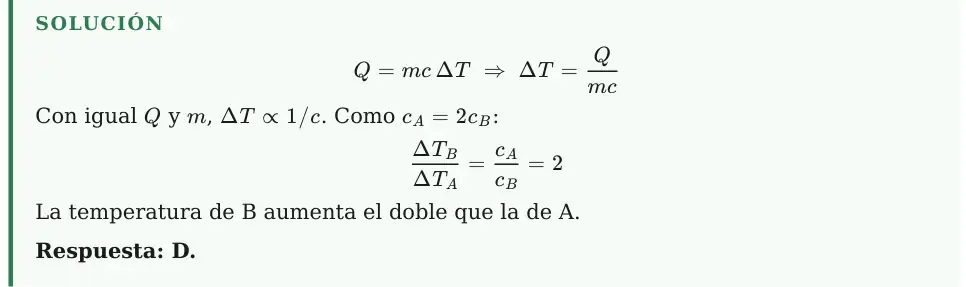 SOLUCIÓN
Q = mc ΔT ⇒ ΔT = Q/mc
Con igual Q y m, ΔT ∝ 1/c. Como c_A = 2c_B:
ΔT_B/ΔT_A = c_A/c_B = 2
La temperatura de B aumenta el doble que la de A.
Respuesta: D.